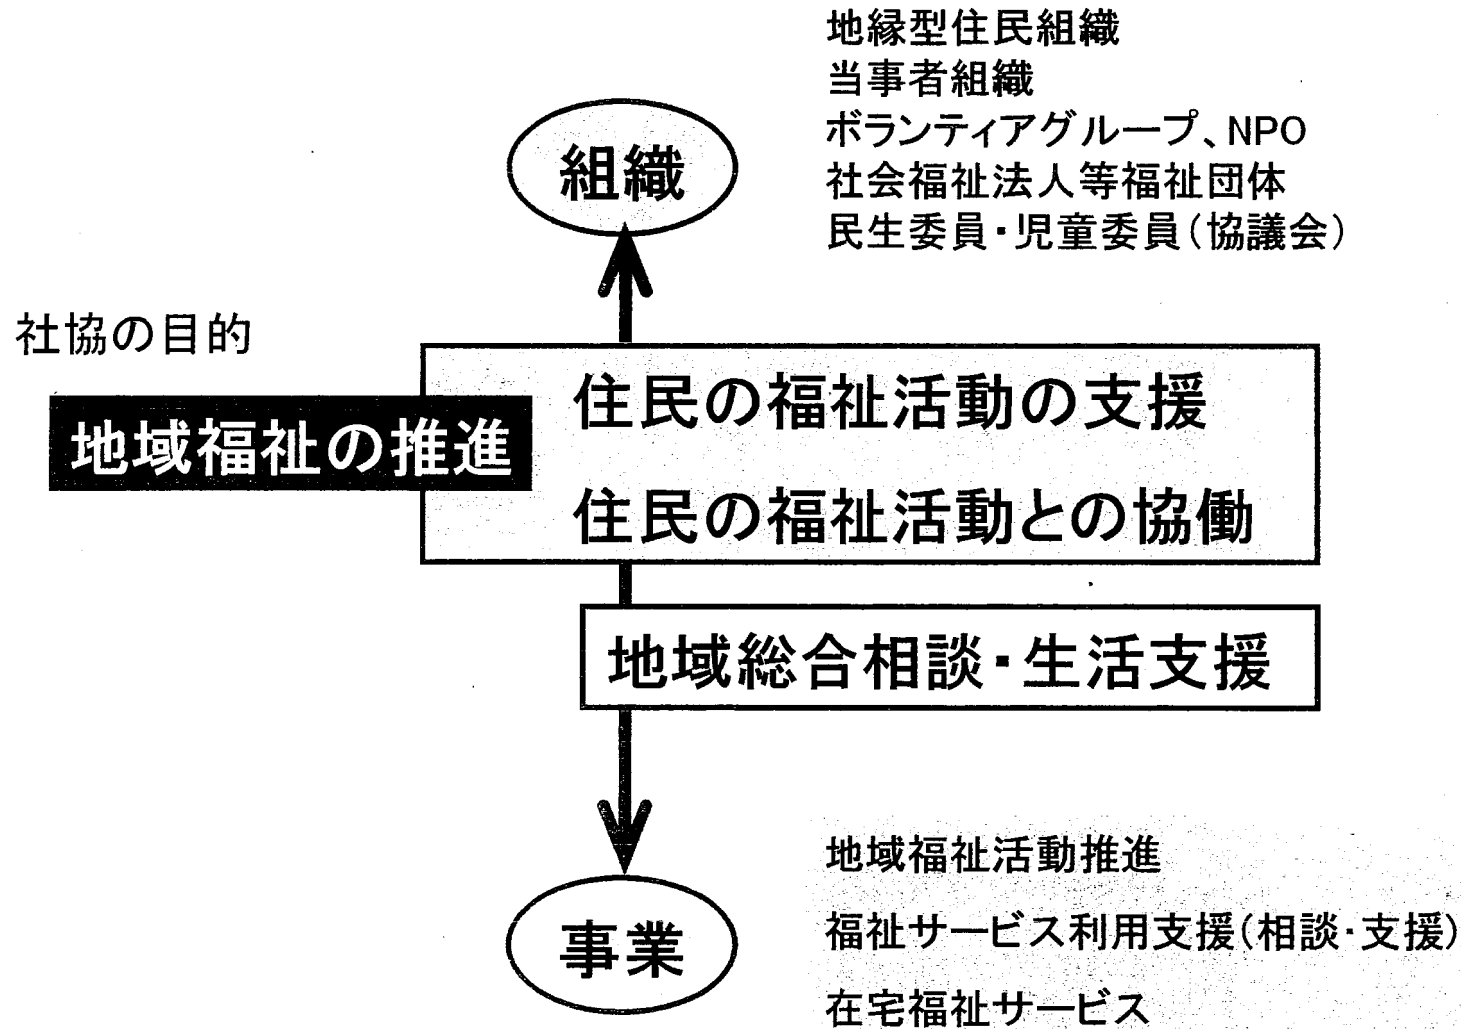 地縁型住民組織
当事者組織
ボランティアグループ、NPO
社会福祉法人等福祉団体
民生委員・児童委員(協議会)
組織
社協の目的
地域福祉の推進
住民の福祉活動の支援
住民の福祉活動との協働
地域総合相談・生活支援
事業
地域福祉活動推進
福祉サービス利用支援(相談・支援)
在宅福祉サービス